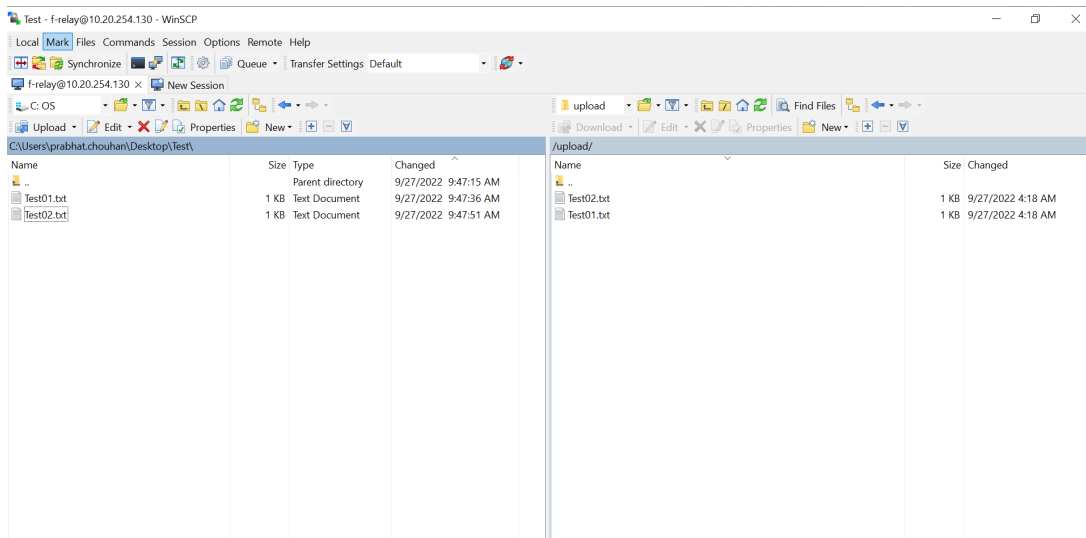 Test - f-relay@10.20.254.130 - WinSCP
Local Mark Files Commands Session Options Remote Help
Synchronize Queue Transfer Settings Default
f-relay@10.20.254.130 × New Session
C: OS upload Find Files
Upload Edit Properties New Download Edit Properties New
C:\Users\prabhat.chouhan\Desktop\Test\ /upload/
Name Size Type Changed Name Size Changed
.. Parent directory 9/27/2022 9:47:15 AM ..
Test01.txt 1 KB Text Document 9/27/2022 9:47:36 AM Test02.txt 1 KB 9/27/2022 4:18 AM
Test02.txt 1 KB Text Document 9/27/2022 9:47:51 AM Test01.txt 1 KB 9/27/2022 4:18 AM